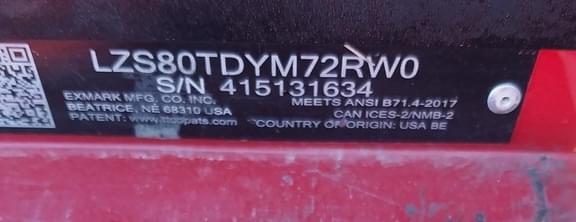 LZS80TDYM72RW0
S/N 415131634
EXMARK MFG. CO. INC. MEETS ANSI B71.4-2017
BEATRICE, NE 68310 USA CAN ICES-2/NMB-2
PATENT: www.ttcopats.com COUNTRY OF ORIGIN: USA BE